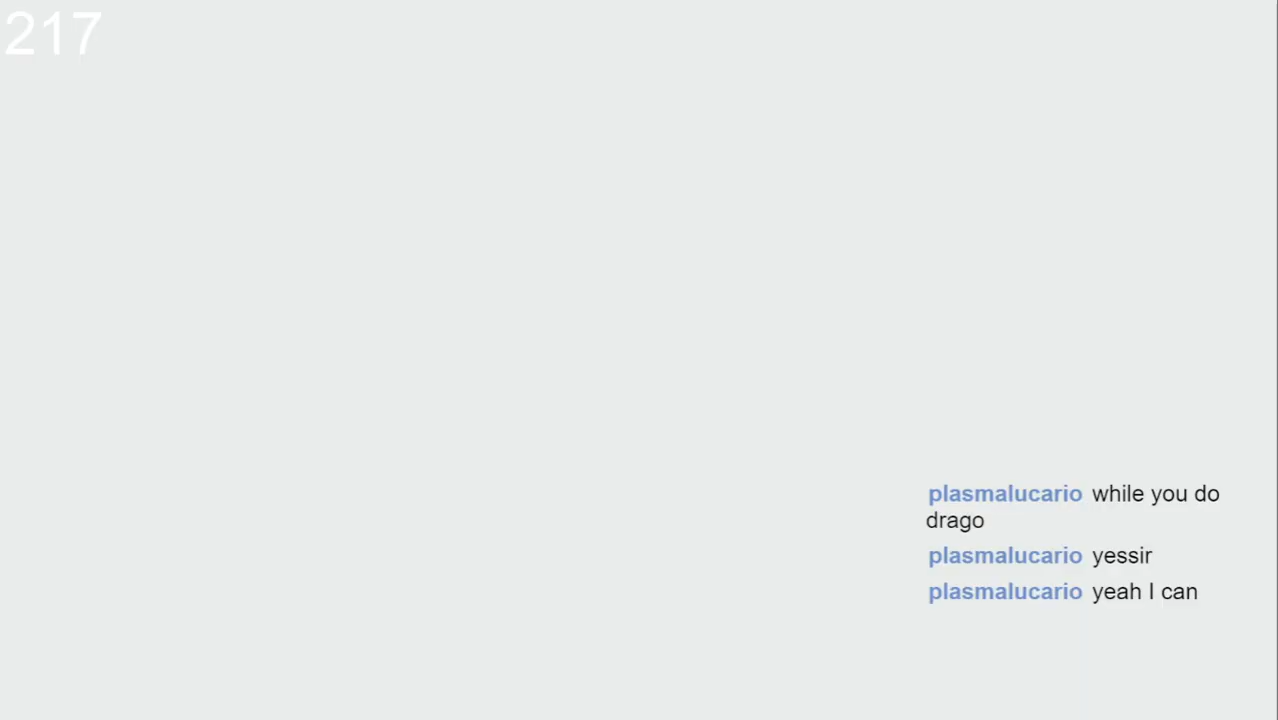 217
plasmalucario while you do
drago
plasmalucario yessir
plasmalucario yeah I can